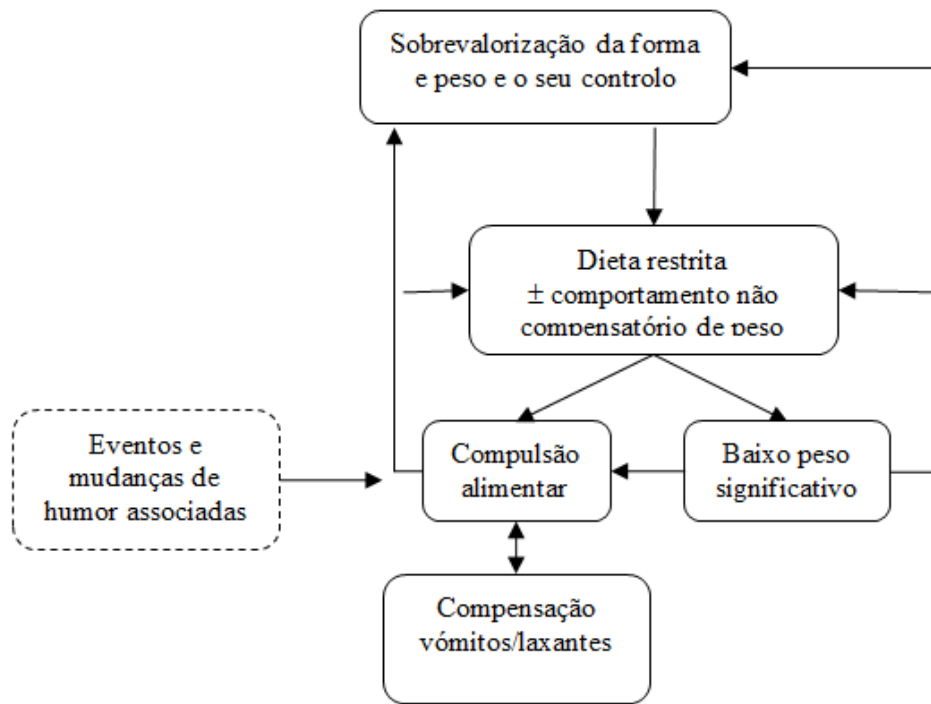 Sobrevalorização da forma
e peso e o seu controlo
Dieta restrita
± comportamento não
compensatório de peso
Eventos e
mudanças de
humor associadas
Compulsão
alimentar
Baixo peso
significativo
Compensação
vómitos/laxantes